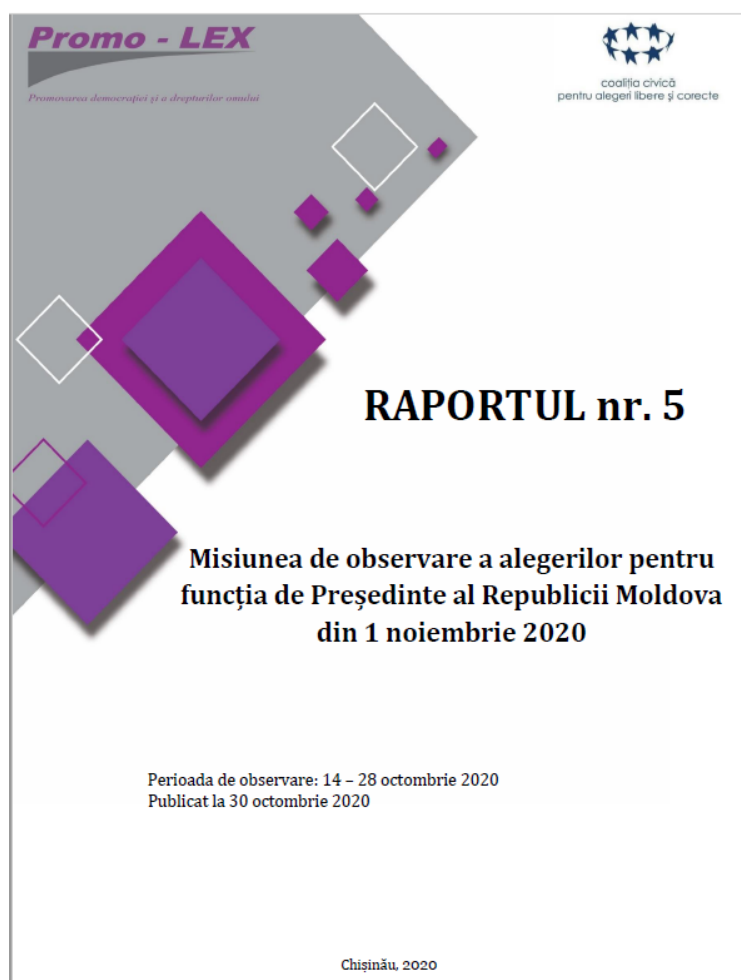 Promo - LEX
Promovarea democrației și a drepturilor omului
coaliția civică
pentru alegeri libere și corecte
RAPORTUL nr. 5
Misiunea de observare a alegerilor pentru
funcția de Președinte al Republicii Moldova
din 1 noiembrie 2020
Perioada de observare: 14 – 28 octombrie 2020
Publicat la 30 octombrie 2020
Chișinău, 2020